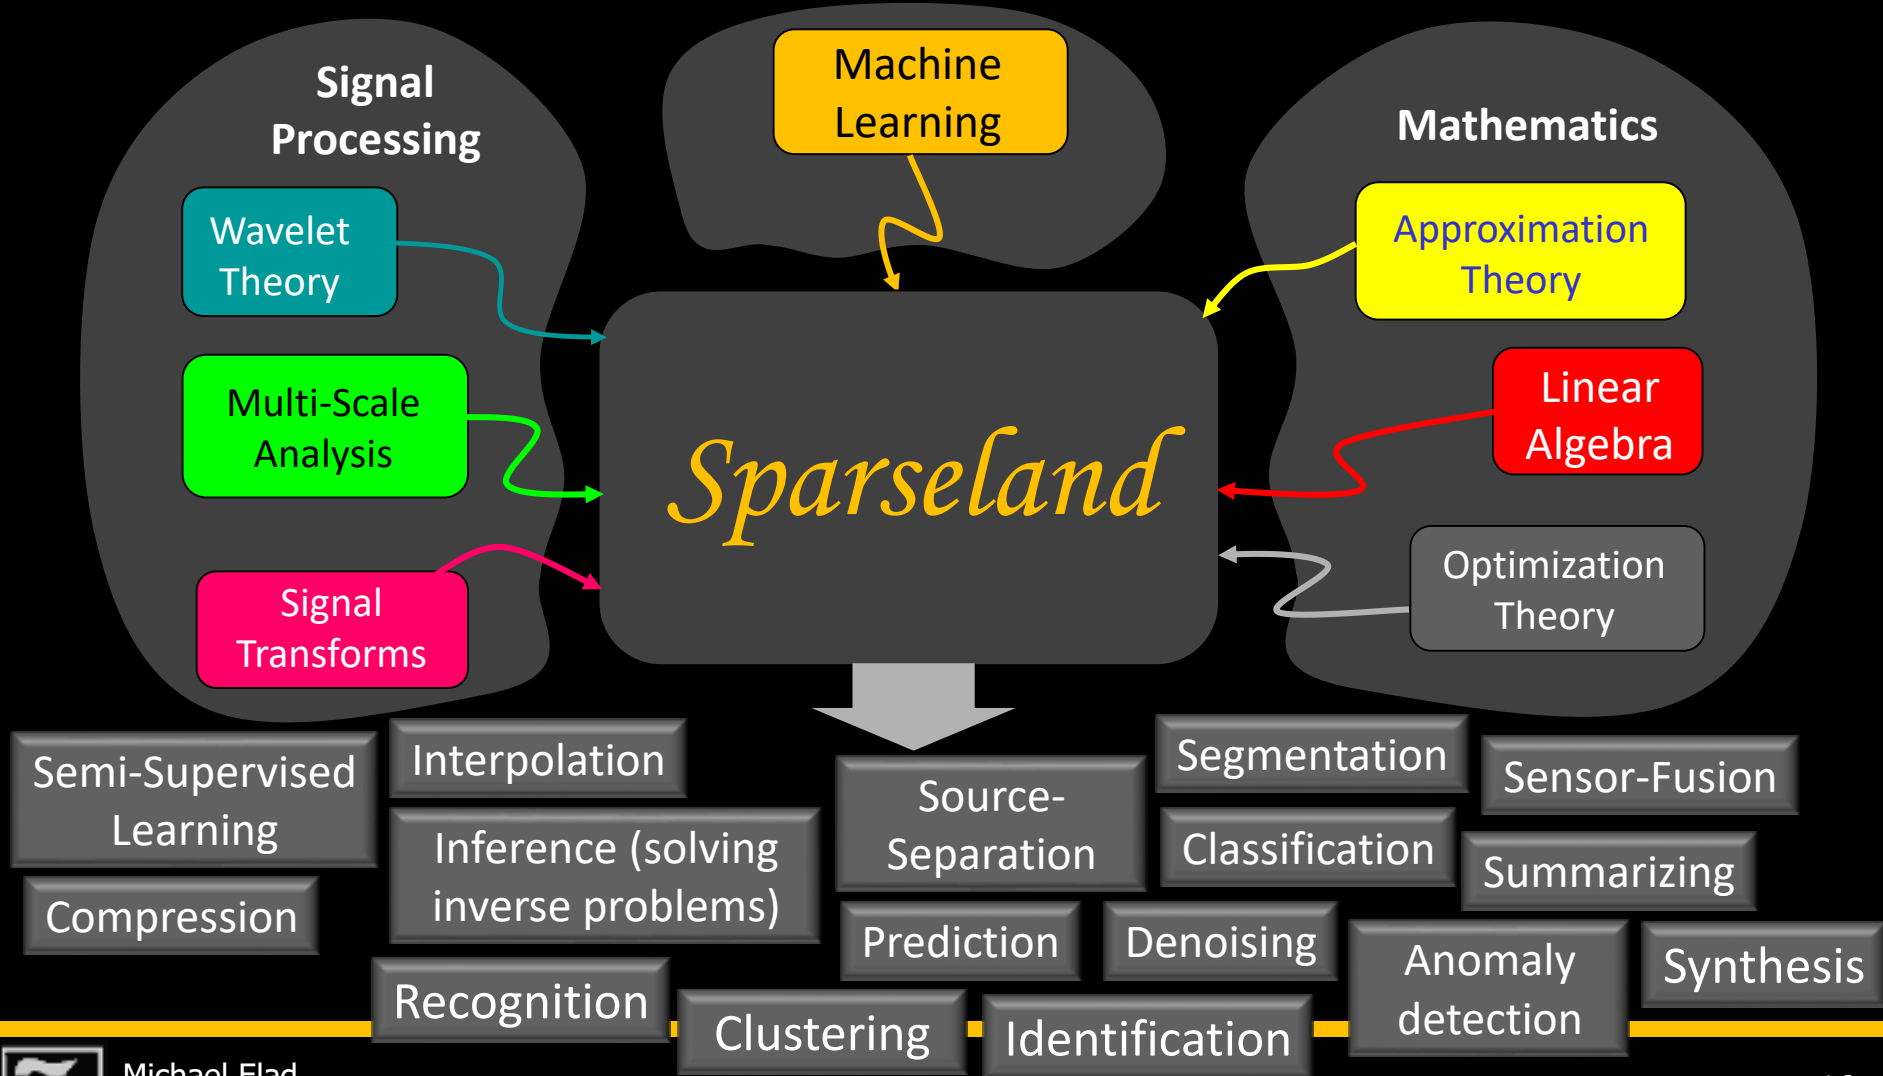 Signal
Processing
Wavelet
Theory
Multi-Scale
Analysis
Signal
Transforms
Machine
Learning
Mathematics
Approximation
Theory
Linear
Algebra
Optimization
Theory
Sparseland
Semi-Supervised
Learning
Interpolation
Source-
Separation
Segmentation
Sensor-Fusion
Compression
Inference (solving
inverse problems)
Classification
Summarizing
Prediction
Denoising
Anomaly
detection
Synthesis
Recognition
Clustering
Identification
Michael Elad